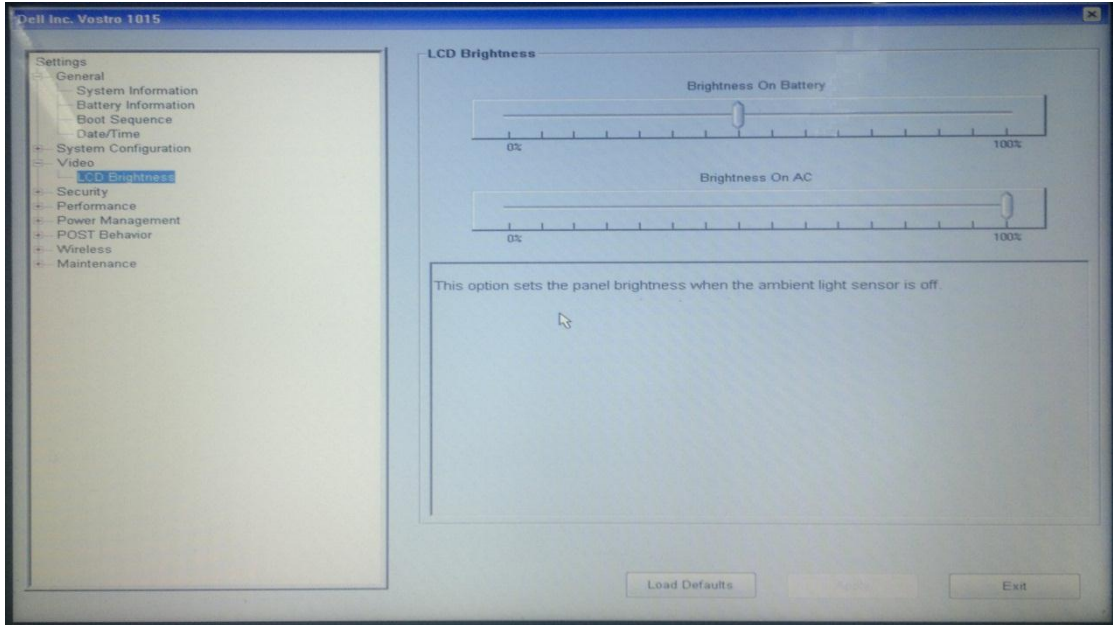 Dell Inc. Vostro 1015
Settings
General
System Information
Battery Information
Boot Sequence
Date/Time
System Configuration
Video
LCD Brightness
Security
Performance
Power Management
POST Behavior
Wireless
Maintenance
LCD Brightness
Brightness On Battery
0% 100%
Brightness On AC
0% 100%
This option sets the panel brightness when the ambient light sensor is off.
Load Defaults Exit